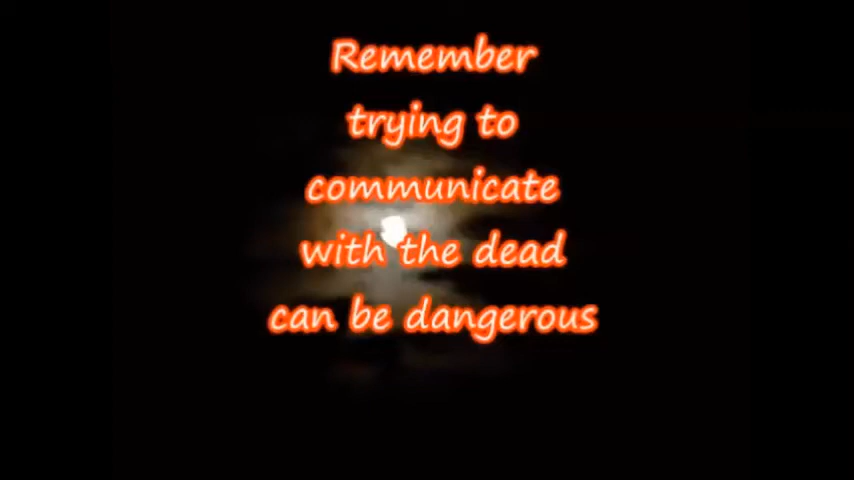 Remember
trying to
communicate
with the dead
can be dangerous